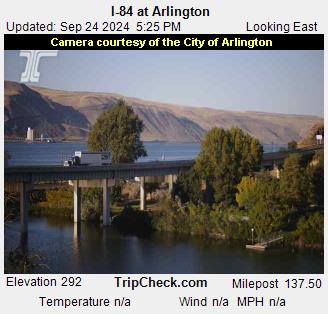 I-84 at Arlington
Updated: Sep 24 2024 5:25 PM Looking East
Camera courtesy of the City of Arlington
Elevation 292 TripCheck.com Milepost 137.50
Temperature n/a Wind n/a MPH n/a